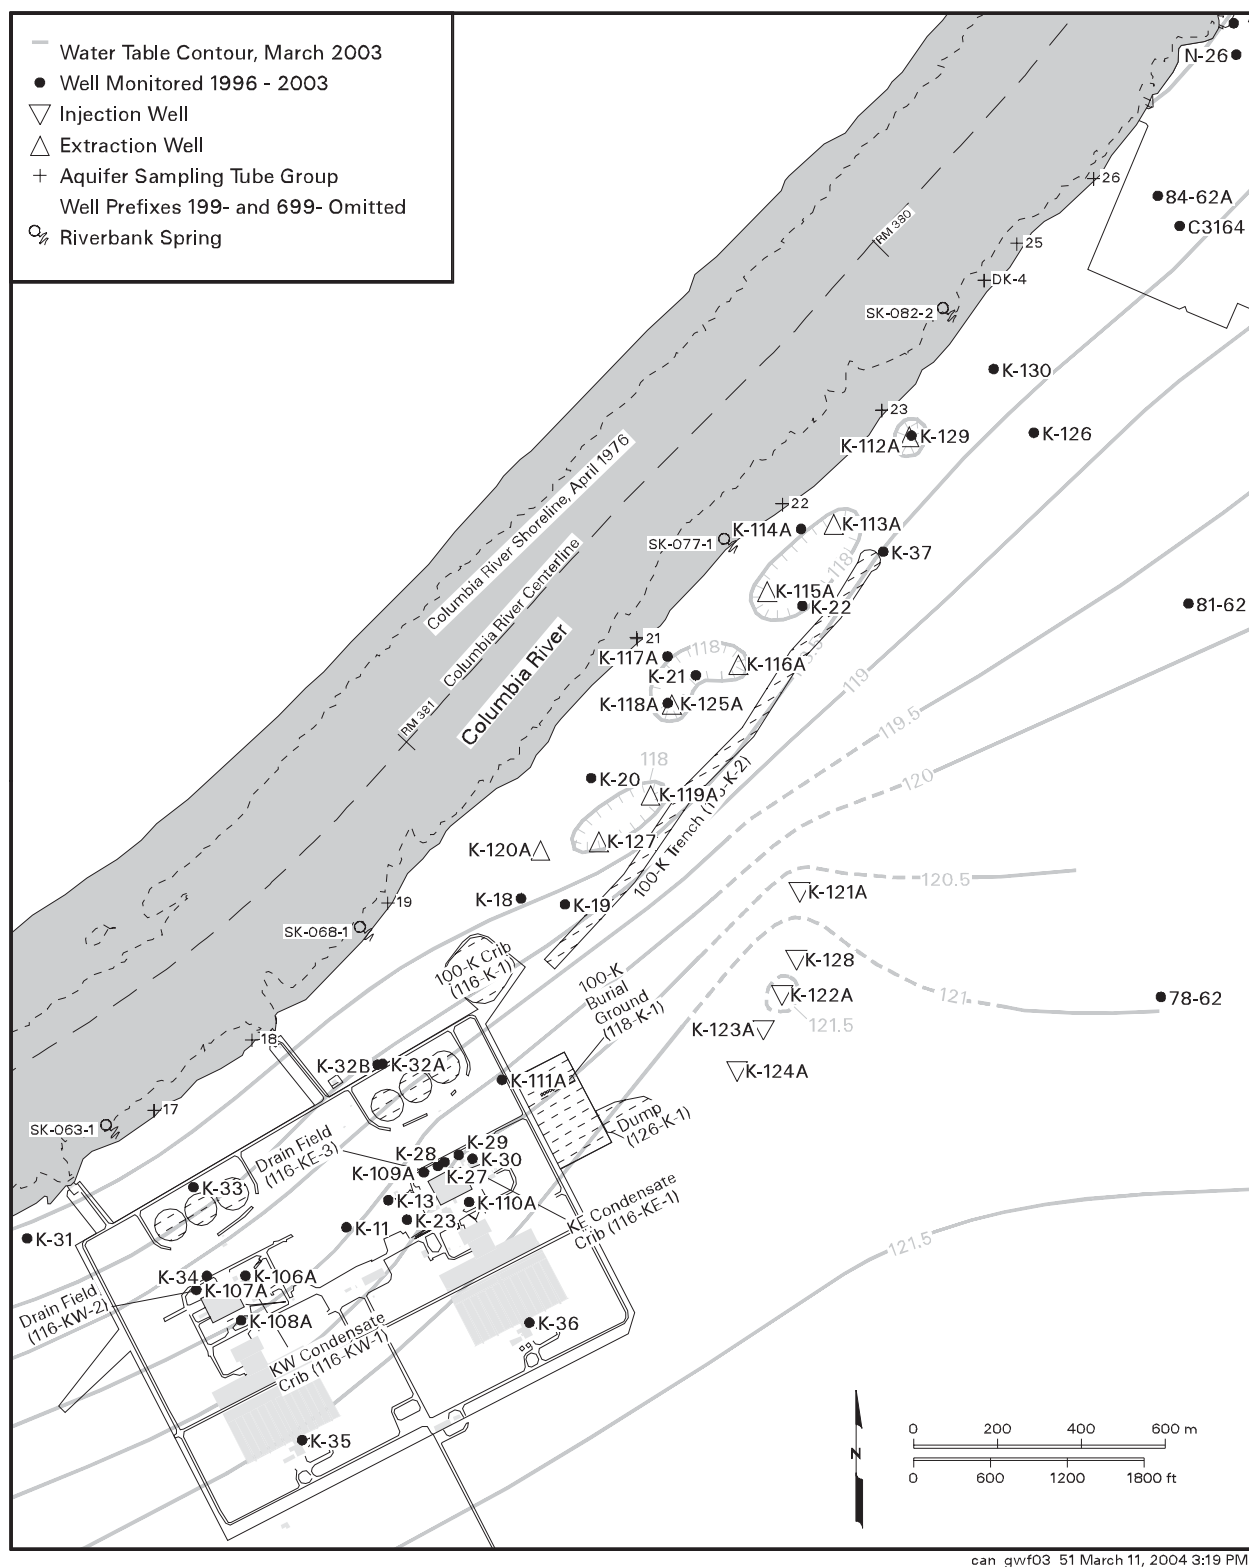 Water Table Contour, March 2003
Well Monitored 1996 - 2003
Injection Well
Extraction Well
Aquifer Sampling Tube Group
Well Prefixes 199- and 699- Omitted
Riverbank Spring
N-26
26
84-62A
C3164
25
DK-4
RM 380
SK-082-2
K-130
23
K-112A
K-129
K-126
22
K-114A
K-113A
SK-077-1
K-37
118
K-115A
K-22
81-62
Columbia River Shoreline, April 1976
Columbia River Centerline
Columbia River
21
K-117A
118
K-116A
K-21
K-118A
K-125A
119
119.5
RM 381
118
K-20
K-119A
120
100-K Trench (116-K-2)
K-127
K-120A
120.5
K-121A
K-18
K-19
19
SK-068-1
K-128
100-K Crib
(116-K-1)
100-K
Burial
Ground
(118-K-1)
K-122A
121
78-62
121.5
K-123A
18
K-32B
K-32A
K-124A
K-111A
17
SK-063-1
Dump
(126-K-1)
Drain Field
(116-KE-3)
K-28
K-29
K-30
K-109A
K-27
K-33
K-13
K-110A
K-11
K-23
KE Condensate
Crib (116-KE-1)
K-31
121.5
K-34
K-106A
K-107A
Drain Field
(116-KW-2)
K-108A
K-36
KW Condensate
Crib (116-KW-1)
K-35
N
0 200 400 600 m
0 600 1200 1800 ft
can_gwf03_51 March 11, 2004 3:19 PM